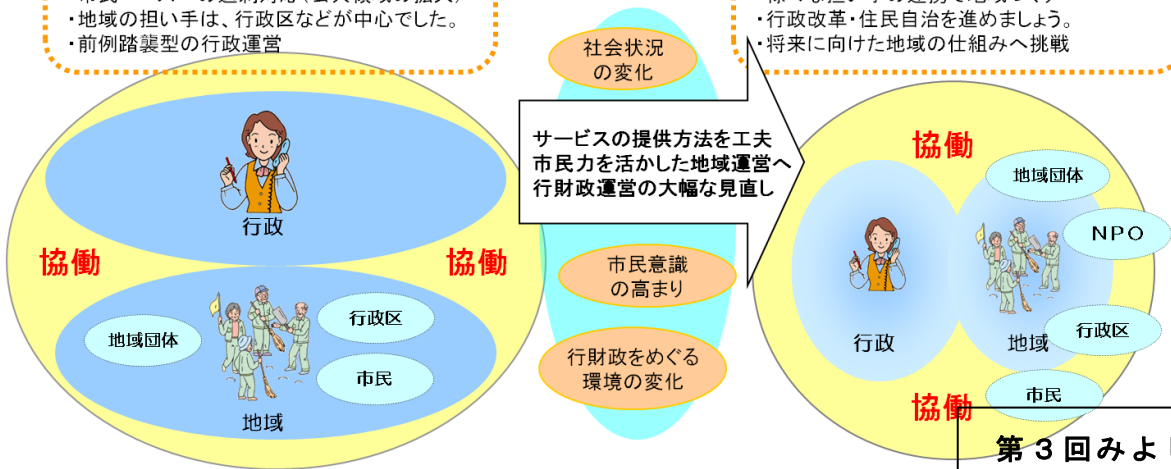 ・地域の担い手は、行政区などが中心でした。
・前例踏襲型の行政運営
行政
協働
協働
地域団体
行政区
市民
地域
社会状況
の変化
サービスの提供方法を工夫
市民力を活かした地域運営へ
行財政運営の大幅な見直し
市民意識
の高まり
行財政をめぐる
環境の変化
・行政改革・住民自治を進めましょう。
・将来に向けた地域の仕組みへ挑戦
協働
地域団体
NPO
行政区
市民
行政
地域
協働
第３回みよ